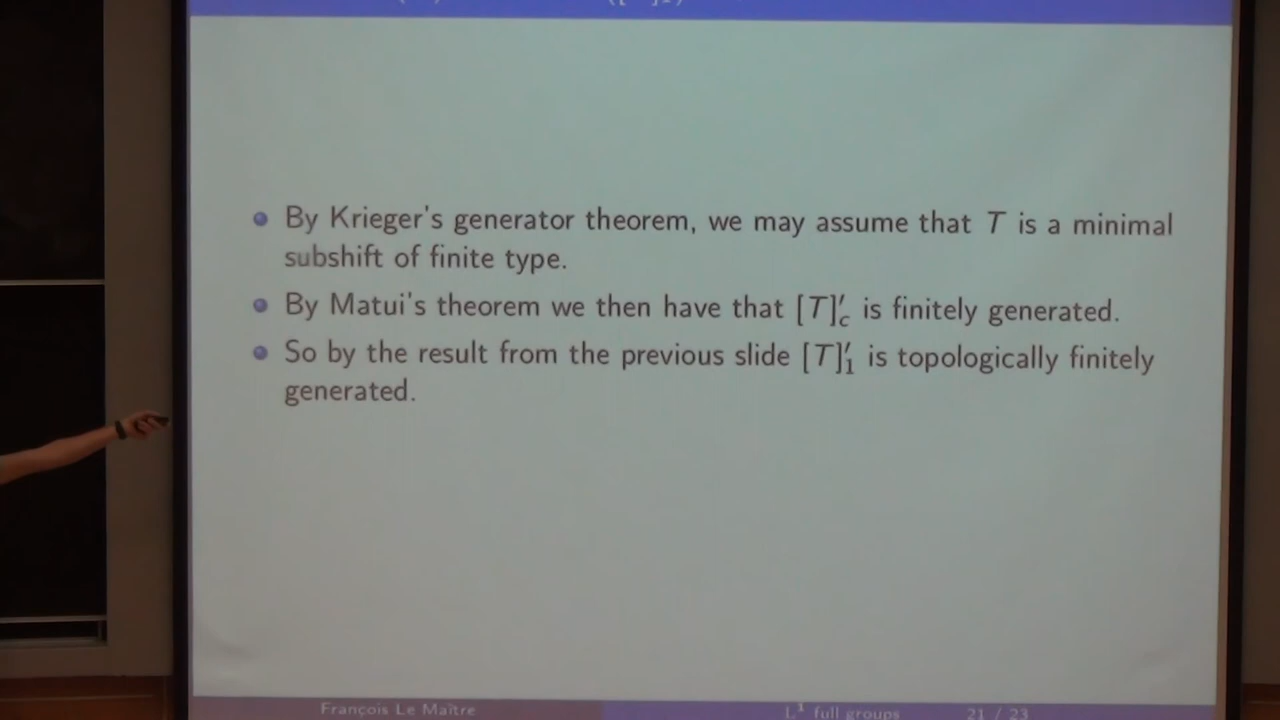 By Krieger's generator theorem, we may assume that T is a minimal
subshift of finite type.
By Matui's theorem we then have that [T]′_c is finitely generated.
So by the result from the previous slide [T]′_1 is topologically finitely
generated.
François Le Maître L¹ full groups 21 / 23